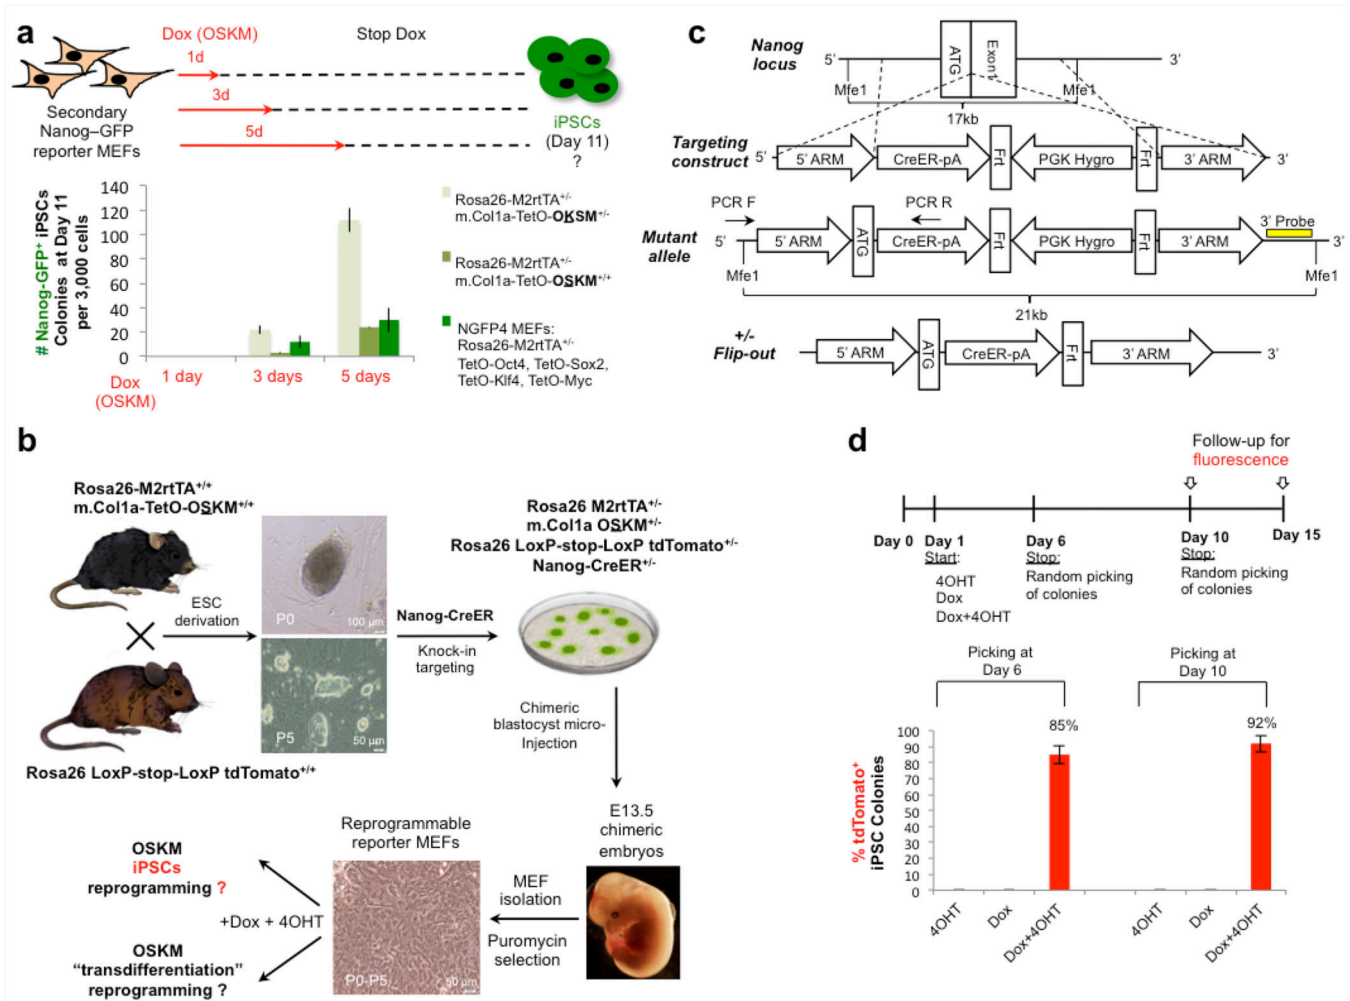 a
Dox (OSKM)
Stop Dox
1d
3d
5d
Secondary
Nanog–GFP
reporter MEFs
iPSCs
(Day 11)
?
# Nanog-GFP+ iPSCs
Colonies at Day 11
per 3,000 cells
140
120
100
80
60
40
20
0
Dox
(OSKM)
1 day
3 days
5 days
Rosa26-M2rtTA+/-
m.Col1a-TetO-OKSM+/-
Rosa26-M2rtTA+/-
m.Col1a-TetO-OSKM+/+
NGFP4 MEFs:
Rosa26-M2rtTA+/-
TetO-Oct4, TetO-Sox2,
TetO-Klf4, TetO-Myc
c
Nanog
locus
5'
ATG
Exon1
3'
Mfe1
Mfe1
17kb
Targeting
construct
5'
5' ARM
CreER-pA
Frt
PGK Hygro
Frt
3' ARM
3'
PCR F
PCR R
3' Probe
Mutant
allele
5'
5' ARM
ATG
CreER-pA
Frt
PGK Hygro
Frt
3' ARM
3'
Mfe1
Mfe1
21kb
+/-
Flip-out
5' ARM
ATG
CreER-pA
Frt
3' ARM
3'
b
Rosa26-M2rtTA+/+
m.Col1a-TetO-OSKM+/+
ESC
derivation
P0
100 µm
P5
50 µm
Rosa26 LoxP-stop-LoxP tdTomato+/+
Nanog-CreER
Knock-in
targeting
Rosa26 M2rtTA+/-
m.Col1a OSKM+/-
Rosa26 LoxP-stop-LoxP tdTomato+/-
Nanog-CreER+/-
Chimeric
blastocyst micro-
Injection
E13.5
chimeric
embryos
MEF
isolation
Puromycin
selection
Reprogrammable
reporter MEFs
P0-P5
50 µm
+Dox + 4OHT
OSKM
iPSCs
reprogramming ?
OSKM
“transdifferentiation”
reprogramming ?
d
Follow-up for
fluorescence
Day 0
Day 1
Start:
4OHT
Dox
Dox+4OHT
Day 6
Stop:
Random picking
of colonies
Day 10
Stop:
Random picking
of colonies
Day 15
Picking at
Day 6
Picking at
Day 10
85%
92%
% tdTomato+
iPSC Colonies
100
90
80
70
60
50
40
30
20
10
0
4OHT
Dox
Dox+4OHT
4OHT
Dox
Dox+4OHT